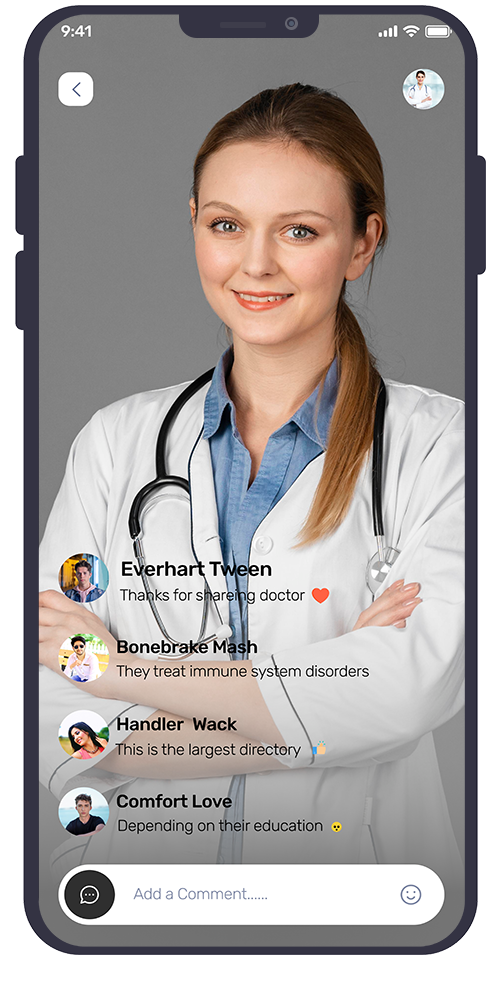 9:41
Everhart Tween
Thanks for shareing doctor ❤️
Bonebrake Mash
They treat immune system disorders
Handler Wack
This is the largest directory 👍
Comfort Love
Depending on their education
Add a Comment......